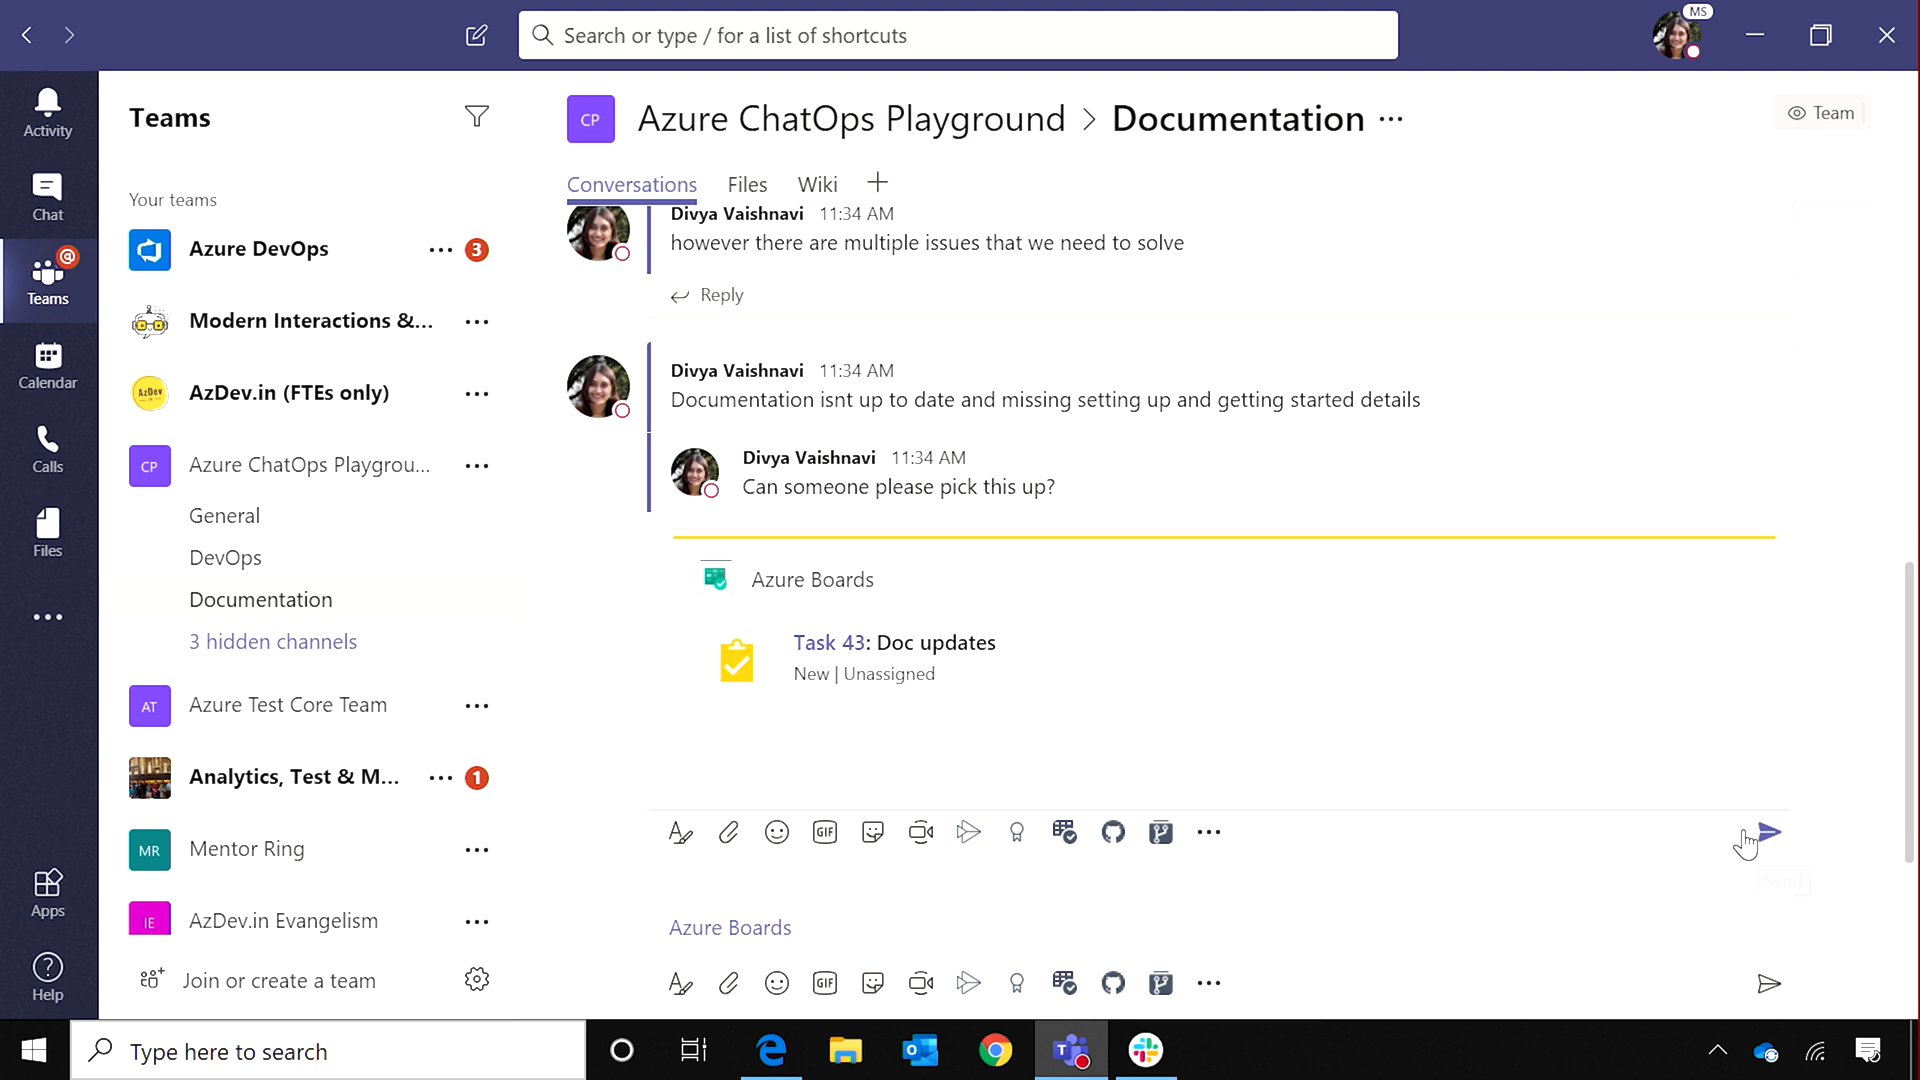 Search or type / for a list of shortcuts
MS
Activity
Chat
@
Teams
Calendar
Calls
Files
Apps
Help
Teams
Your teams
Azure DevOps
3
Modern Interactions &...
AzDev.in (FTEs only)
AzDev
CP
Azure ChatOps Playgrou...
General
DevOps
Documentation
3 hidden channels
AT
Azure Test Core Team
Analytics, Test & M...
1
MR
Mentor Ring
IE
AzDev.in Evangelism
Join or create a team
CP
Azure ChatOps Playground > Documentation ...
Team
Conversations
Files
Wiki
Divya Vaishnavi 11:34 AM
however there are multiple issues that we need to solve
Reply
Divya Vaishnavi 11:34 AM
Documentation isnt up to date and missing setting up and getting started details
Divya Vaishnavi 11:34 AM
Can someone please pick this up?
Azure Boards
Task 43: Doc updates
New | Unassigned
GIF
Send
Azure Boards
GIF
Type here to search